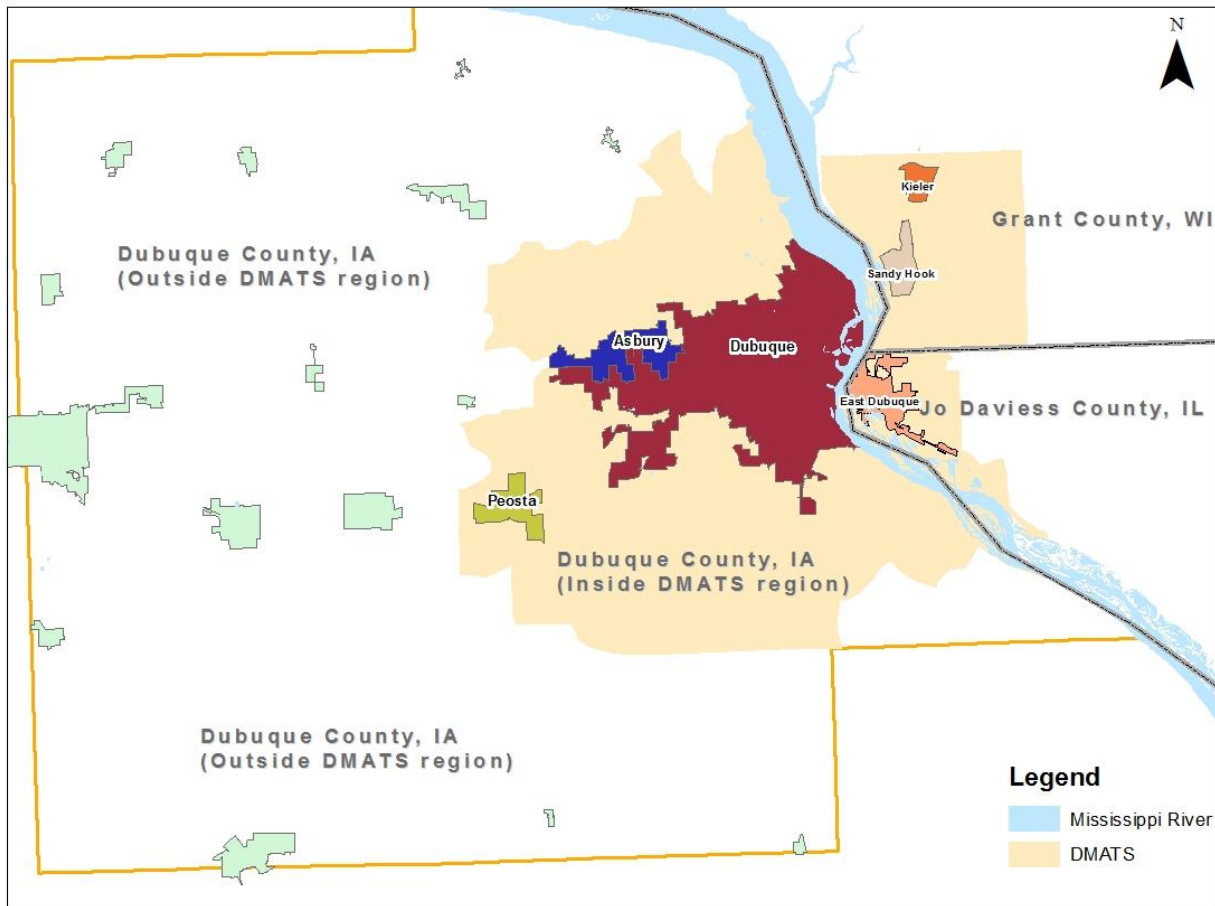 N
Kieler
Grant County, WI
Dubuque County, IA
(Outside DMATS region)
Sandy Hook
Asbury
Dubuque
East Dubuque
Jo Daviess County, IL
Peosta
Dubuque County, IA
(Inside DMATS region)
Dubuque County, IA
(Outside DMATS region)
Legend
Mississippi River
DMATS